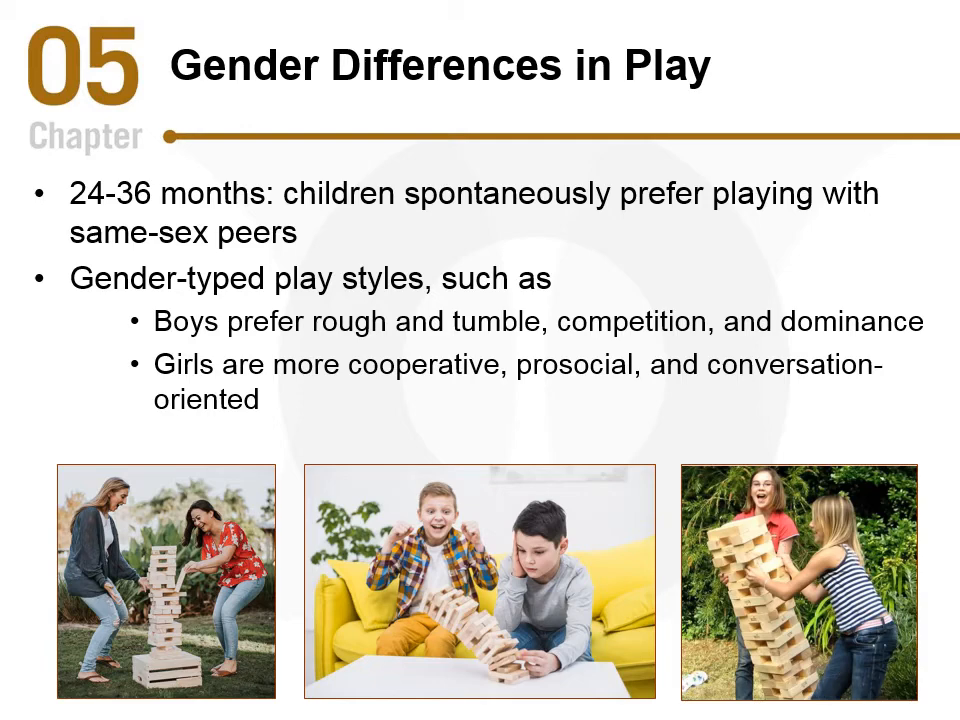 05
Chapter
Gender Differences in Play
• 24-36 months: children spontaneously prefer playing with
same-sex peers
• Gender-typed play styles, such as
• Boys prefer rough and tumble, competition, and dominance
• Girls are more cooperative, prosocial, and conversation-
oriented